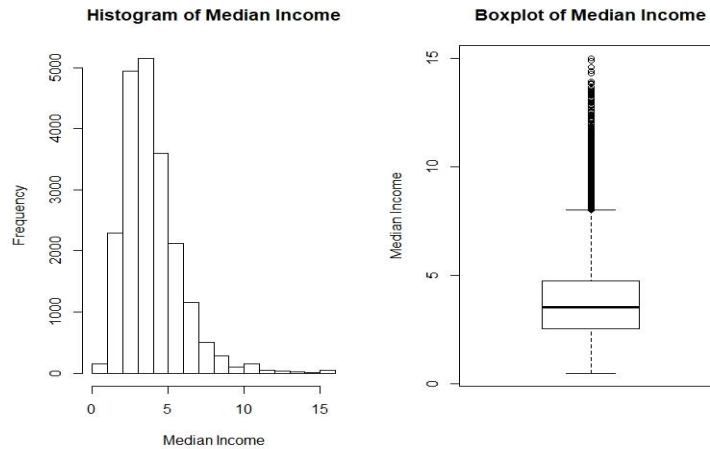 Histogram of Median Income
Frequency
5000
4000
3000
2000
1000
0
0 5 10 15
Median Income
Boxplot of Median Income
Median Income
15
10
5
0